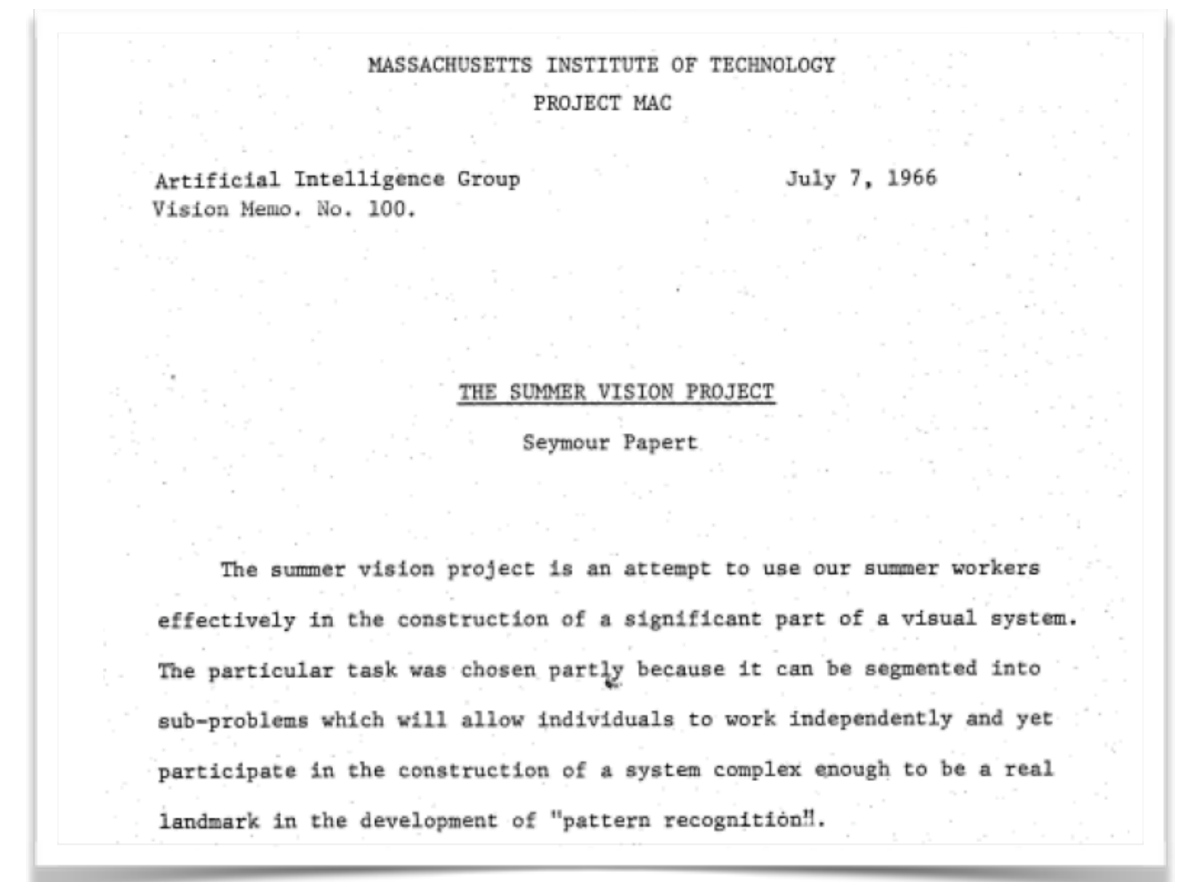 MASSACHUSETTS INSTITUTE OF TECHNOLOGY
PROJECT MAC
Artificial Intelligence Group July 7, 1966
Vision Memo. No. 100.
THE SUMMER VISION PROJECT
Seymour Papert
The summer vision project is an attempt to use our summer workers
effectively in the construction of a significant part of a visual system.
The particular task was chosen partly because it can be segmented into
sub-problems which will allow individuals to work independently and yet
participate in the construction of a system complex enough to be a real
landmark in the development of "pattern recognition".